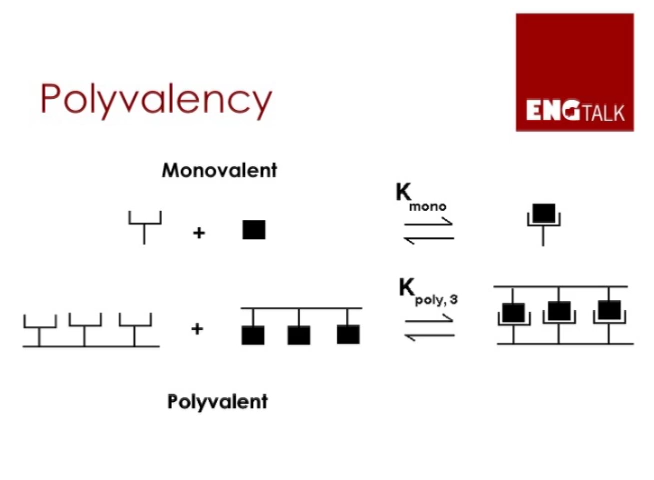 Polyvalency
ENGTALK
Monovalent
K mono
+
K poly, 3
+
Polyvalent